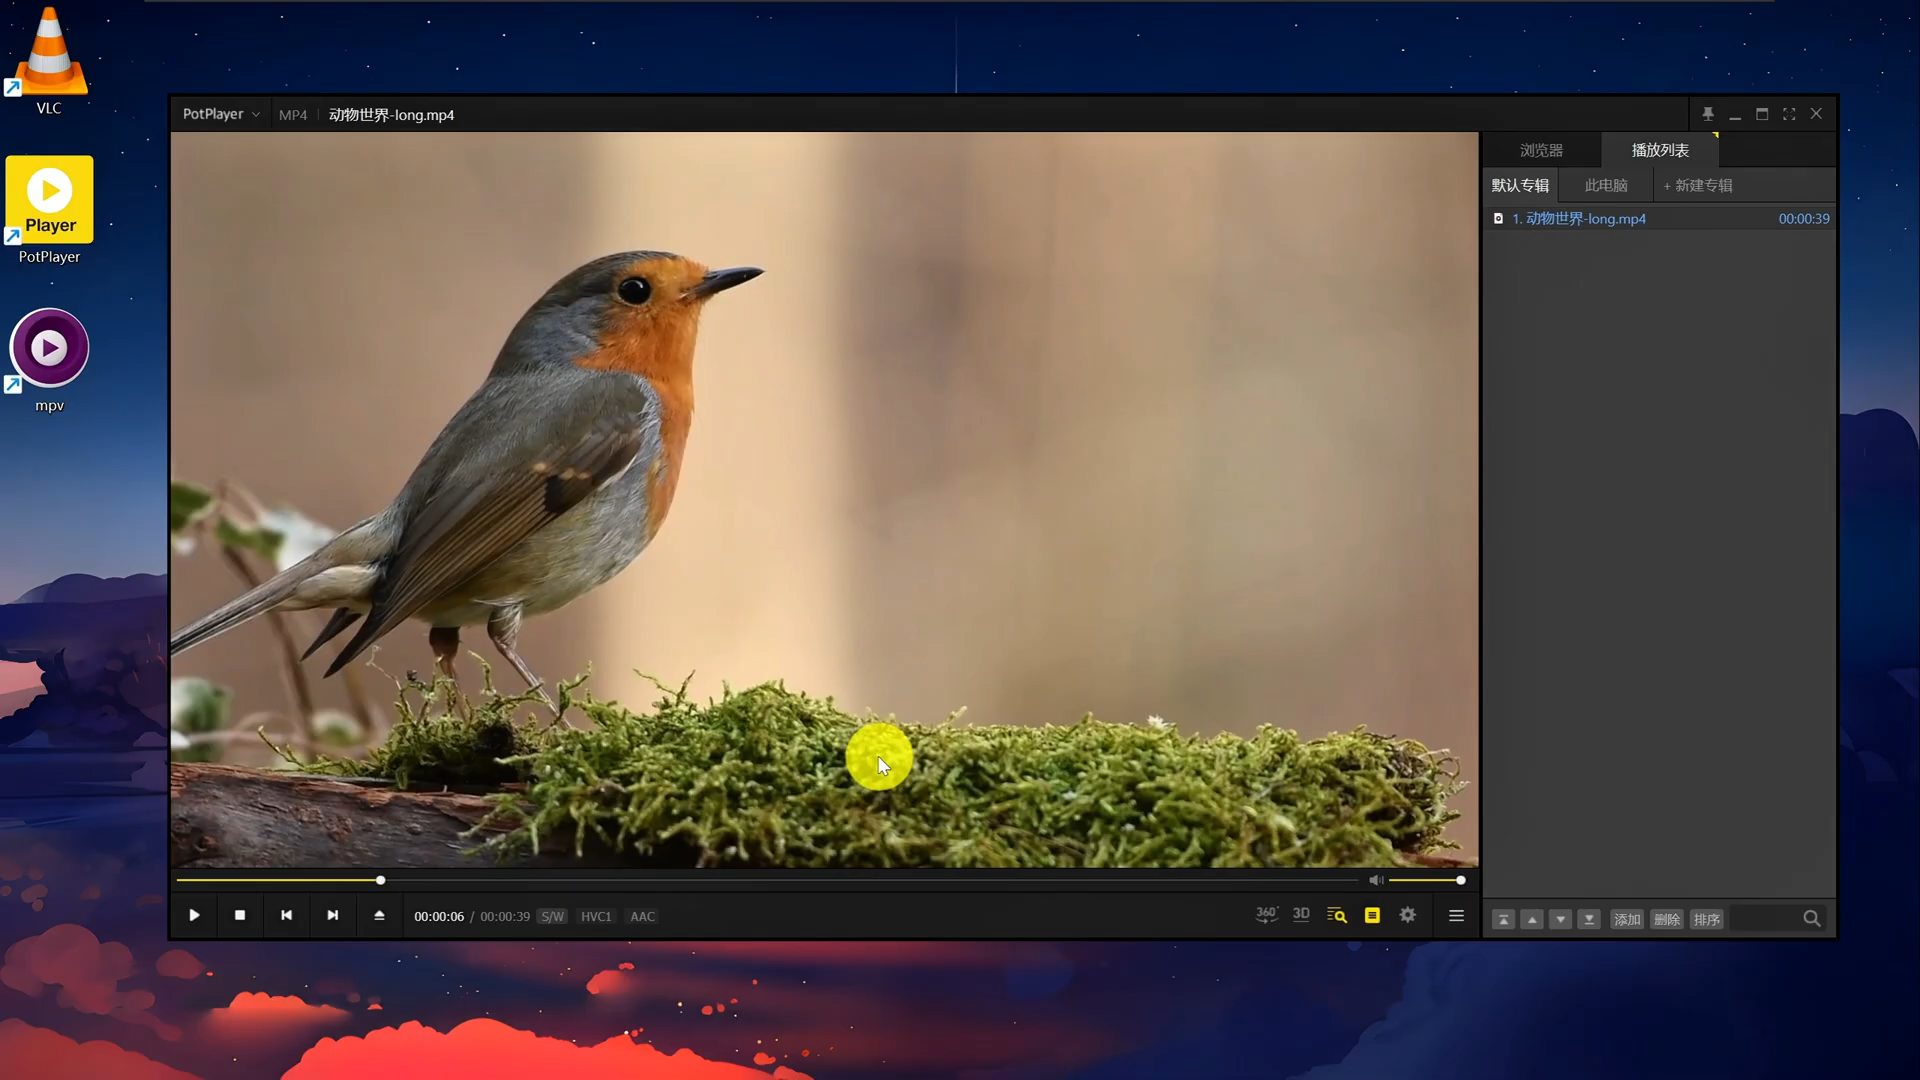 VLC
Player
PotPlayer
mpv
PotPlayer
MP4
动物世界-long.mp4
浏览器
播放列表
默认专辑
此电脑
+ 新建专辑
1. 动物世界-long.mp4
00:00:39
00:00:06 / 00:00:39
S/W
HVC1
AAC
360°
3D
添加
删除
排序